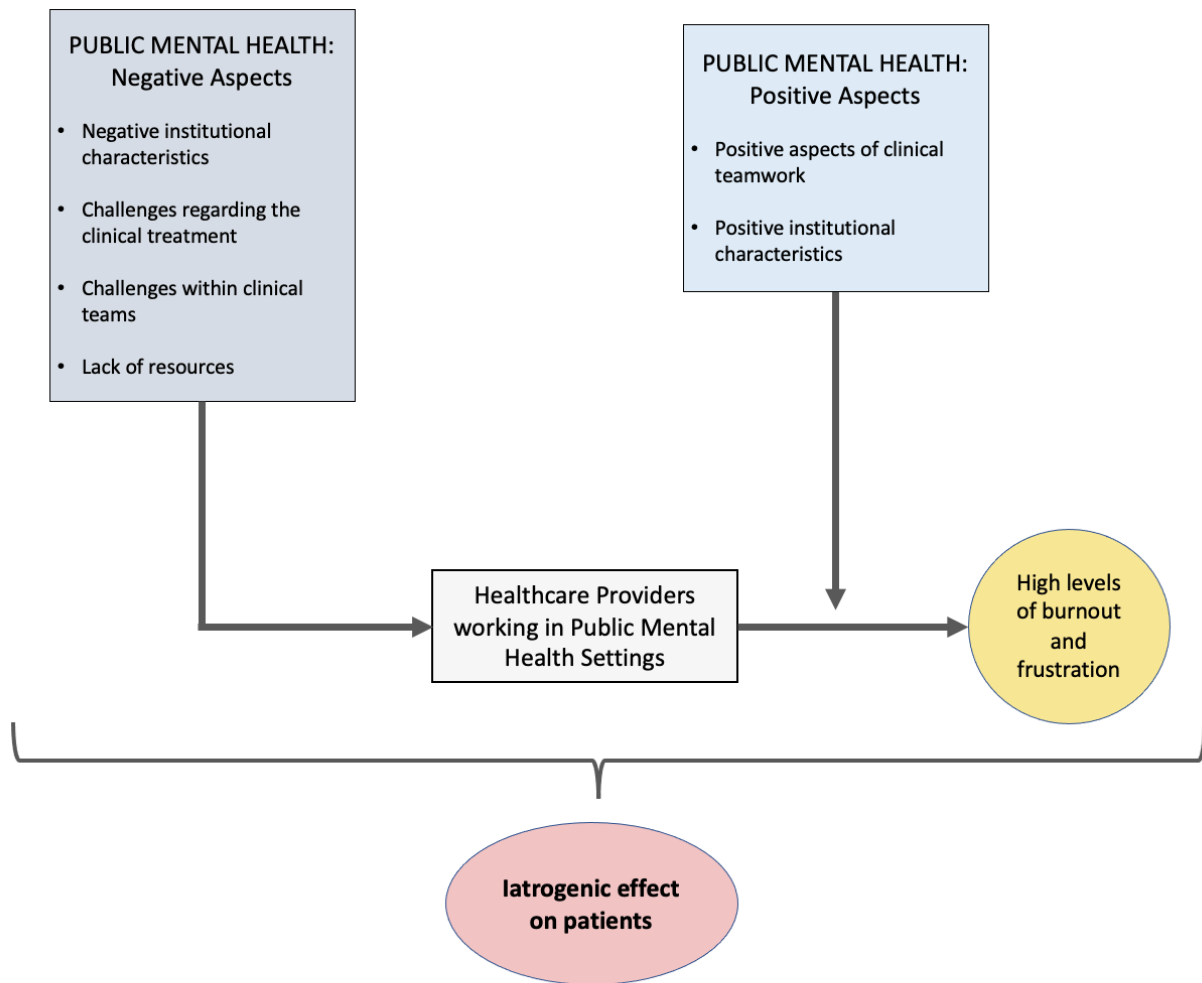 PUBLIC MENTAL HEALTH:
Negative Aspects
• Negative institutional
characteristics
• Challenges regarding the
clinical treatment
• Challenges within clinical
teams
• Lack of resources
PUBLIC MENTAL HEALTH:
Positive Aspects
• Positive aspects of clinical
teamwork
• Positive institutional
characteristics
Healthcare Providers
working in Public Mental
Health Settings
High levels
of burnout
and
frustration
Iatrogenic effect
on patients